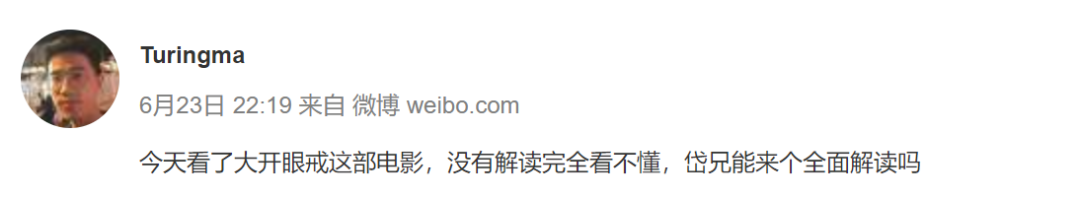 Turingma
6月23日 22:19 来自 微博 weibo.com
今天看了大开眼戒这部电影，没有解读完全看不懂，岱兄能来个全面解读吗